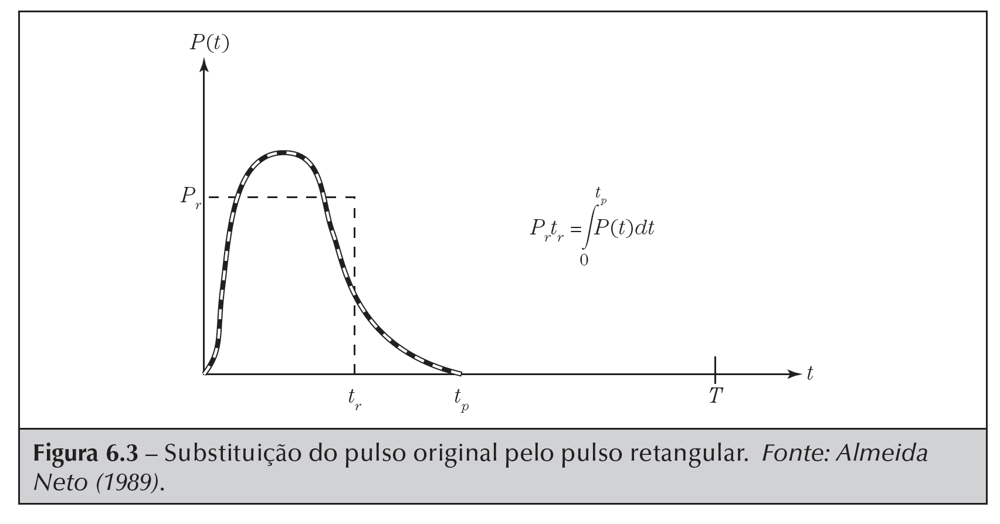 P(t)
P_r
t_p
P_r t_r = ∫ P(t)dt
0
t_r
t_p
T
t
Figura 6.3 – Substituição do pulso original pelo pulso retangular. Fonte: Almeida
Neto (1989).